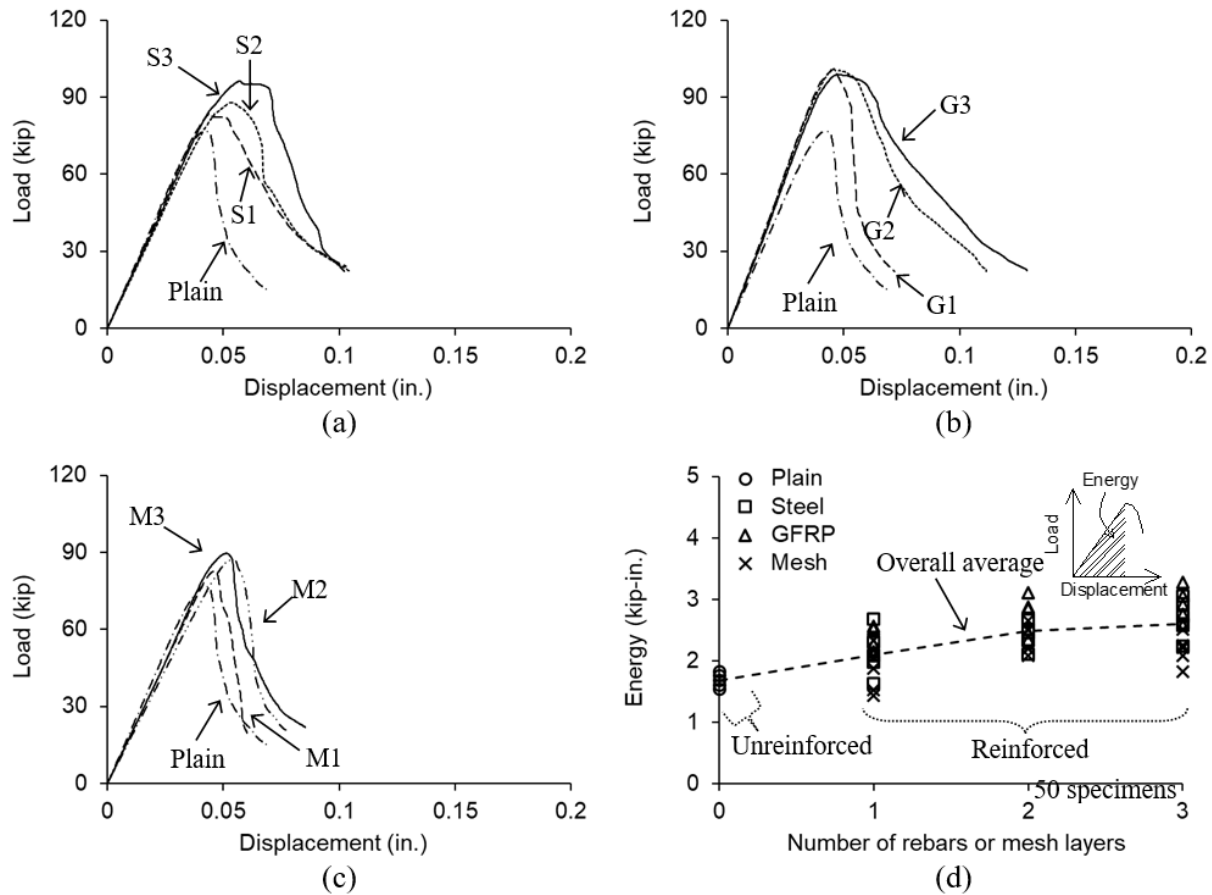 120
90
60
30
0
Load (kip)
S3
S2
S1
Plain
0
0.05
0.1
0.15
0.2
Displacement (in.)
(a)
120
90
60
30
0
Load (kip)
G3
G2
Plain
G1
0
0.05
0.1
0.15
0.2
Displacement (in.)
(b)
120
90
60
30
0
Load (kip)
M3
M2
Plain
M1
0
0.05
0.1
0.15
0.2
Displacement (in.)
(c)
5
4
3
2
1
0
Energy (kip-in.)
Plain
Steel
GFRP
Mesh
Energy
Load
Displacement
Overall average
Unreinforced
Reinforced
50 specimens
0
1
2
3
Number of rebars or mesh layers
(d)